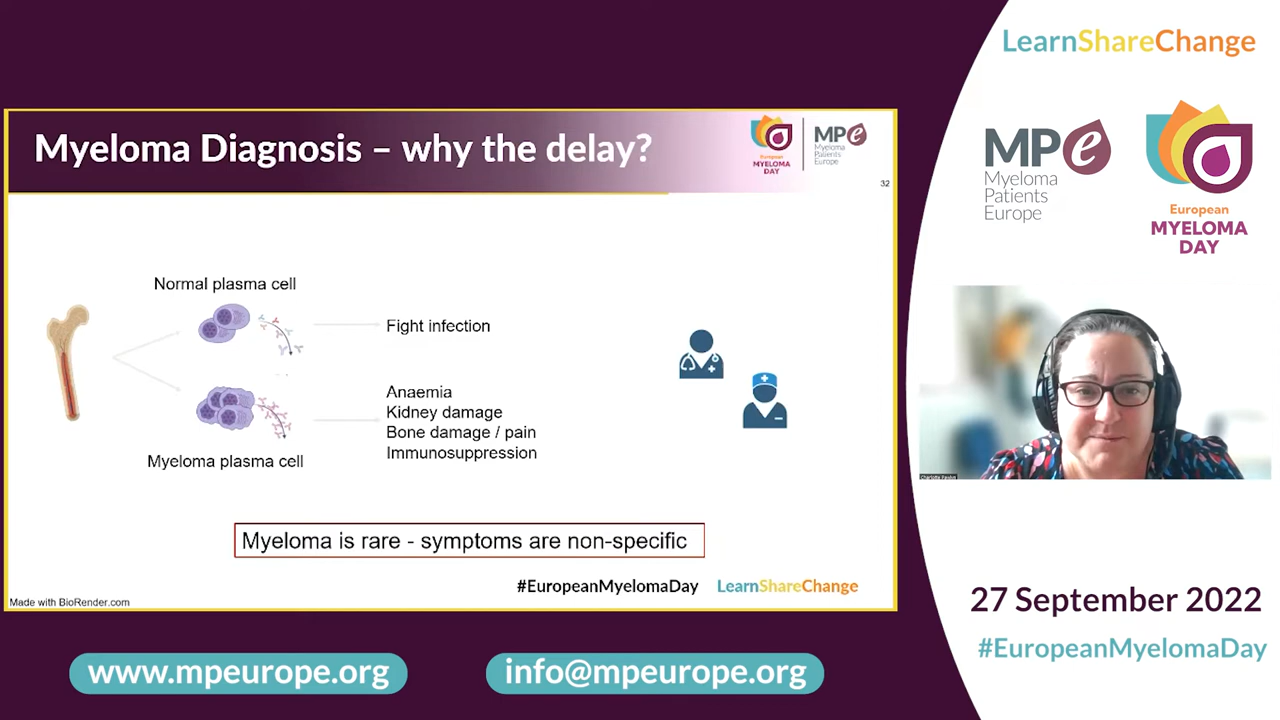 Myeloma Diagnosis – why the delay?
European
MYELOMA
DAY
MPe
Myeloma
Patients
Europe
32
Normal plasma cell
Fight infection
Anaemia
Kidney damage
Bone damage / pain
Immunosuppression
Myeloma plasma cell
Myeloma is rare - symptoms are non-specific
#EuropeanMyelomaDay
LearnShareChange
Made with BioRender.com
www.mpeurope.org
info@mpeurope.org
LearnShareChange
MPe
Myeloma
Patients
Europe
European
MYELOMA
DAY
27 September 2022
#EuropeanMyelomaDay